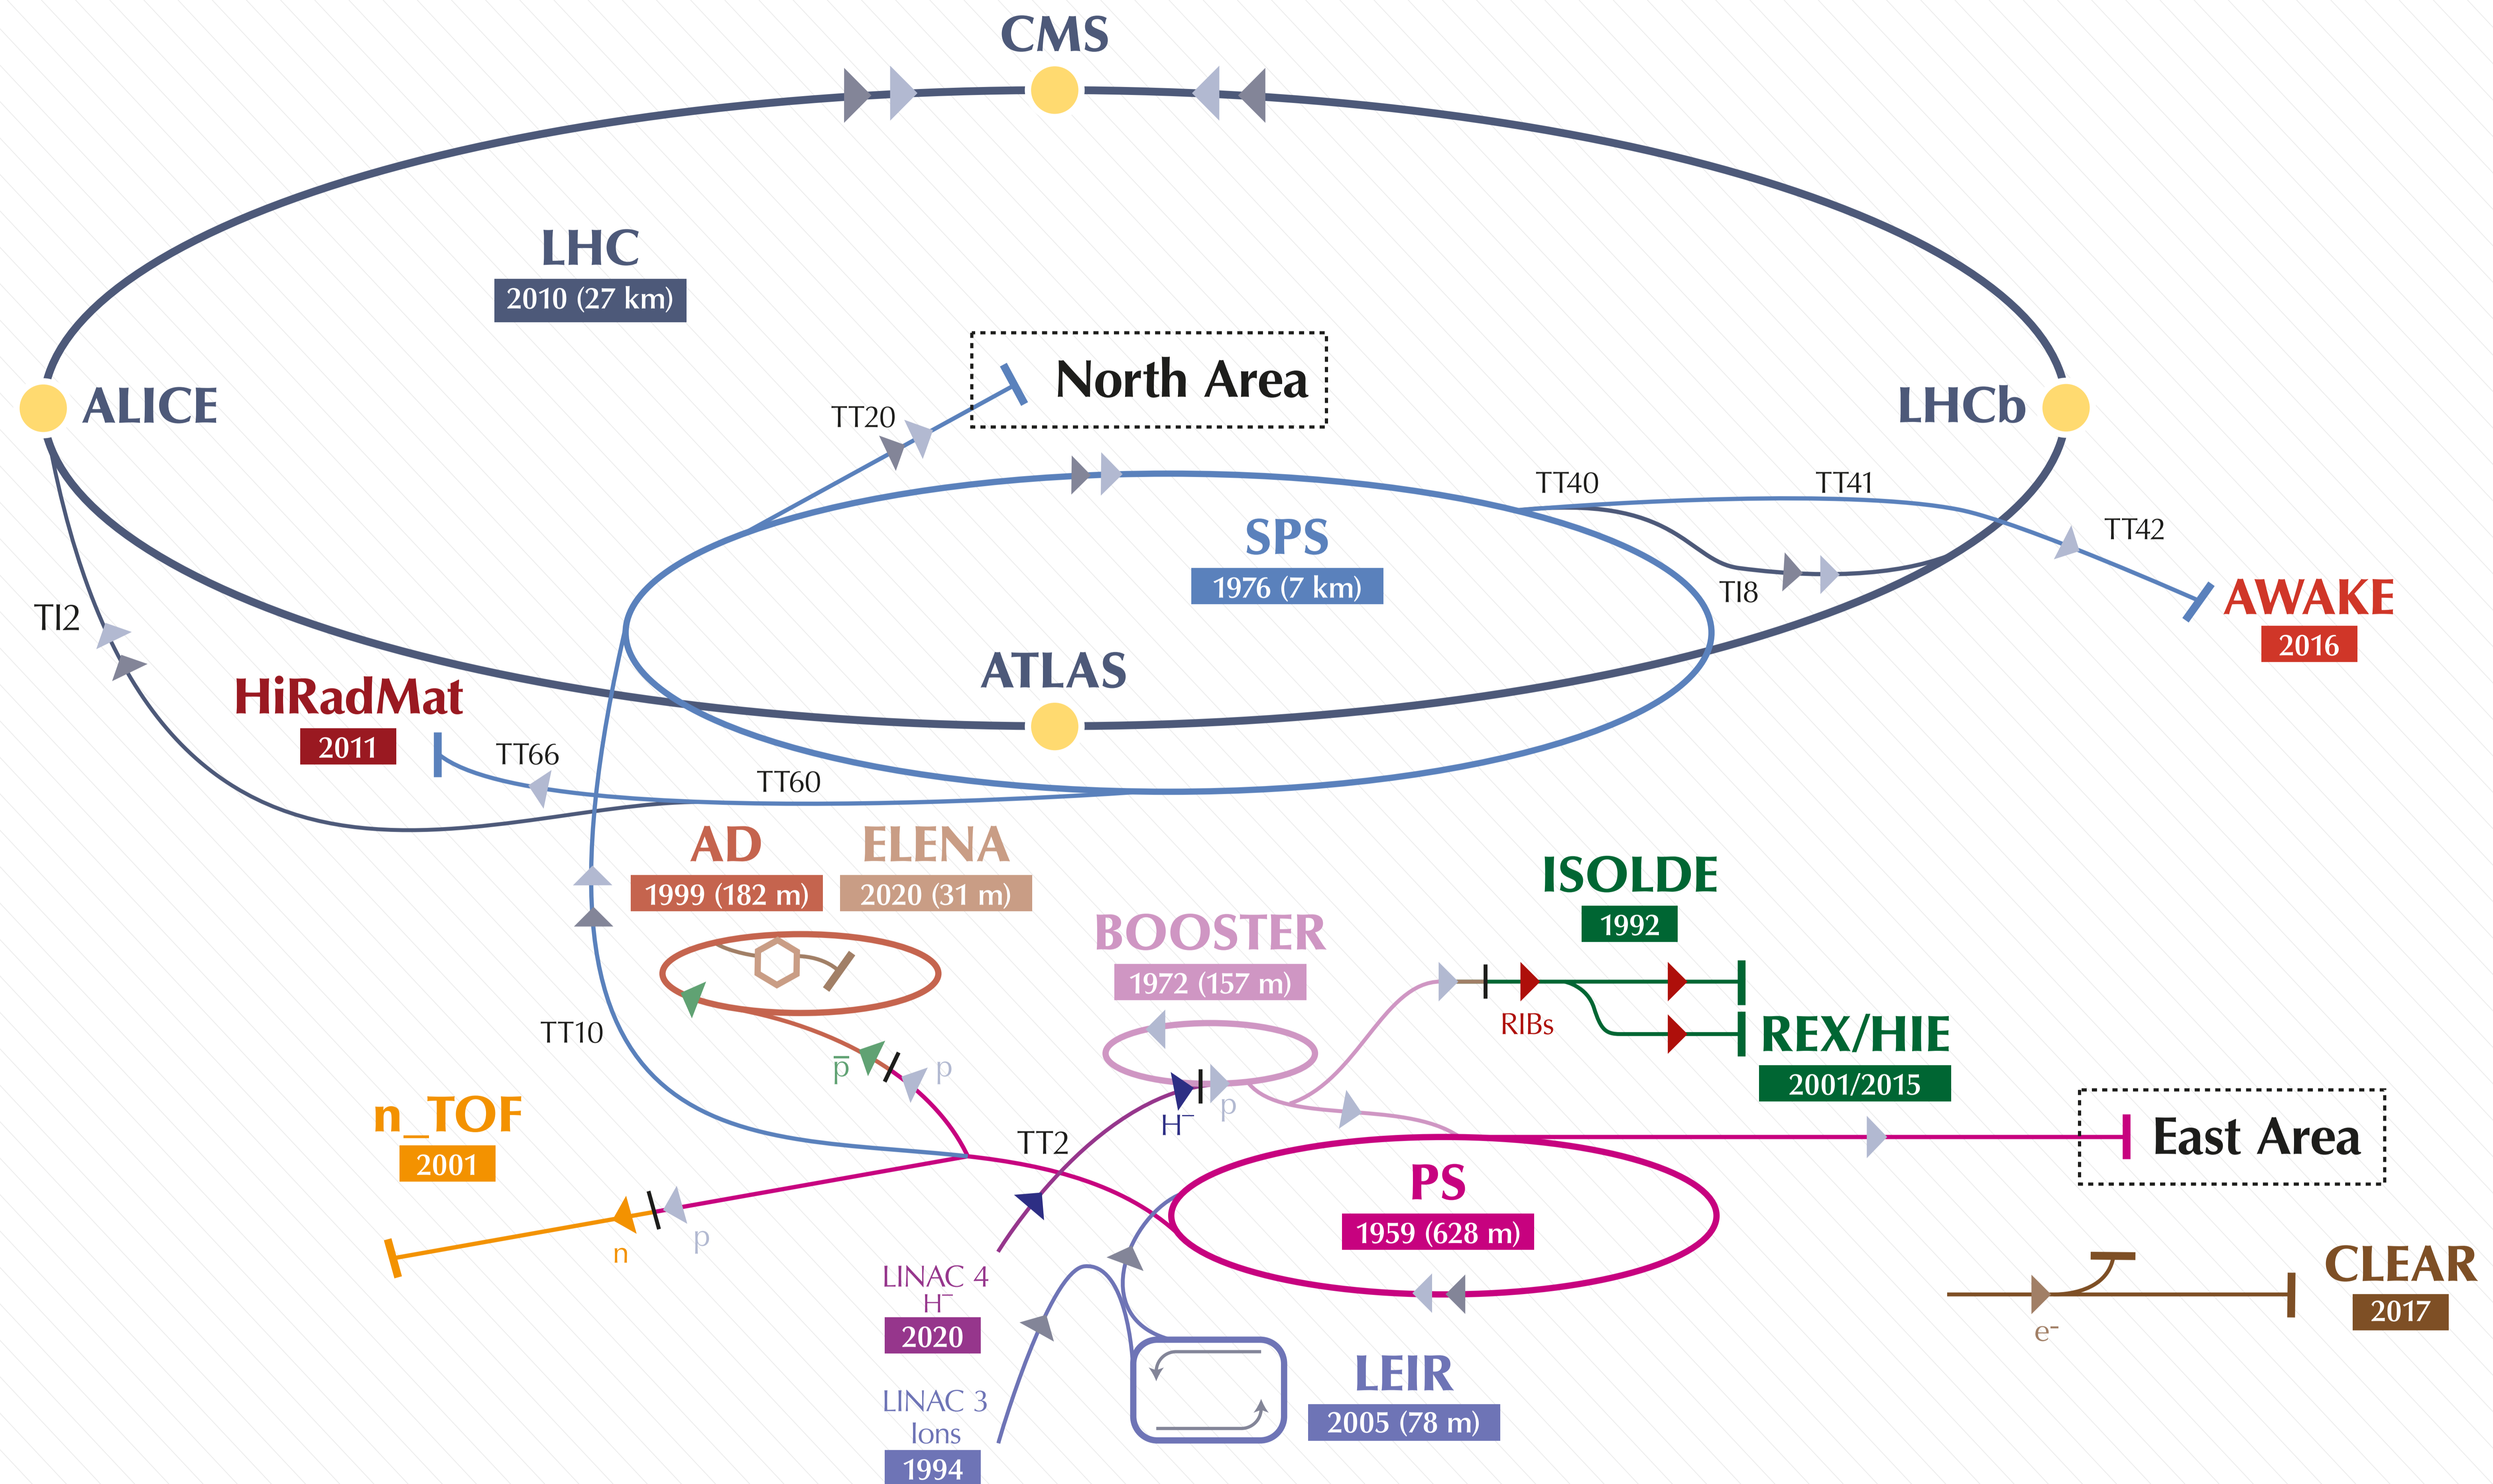 CMS
LHC
2010 (27 km)
North Area
ALICE
LHCb
TT20
TT40
TT41
TT42
SPS
1976 (7 km)
TI8
TI2
AWAKE
2016
ATLAS
HiRadMat
2011
TT66
TT60
AD
1999 (182 m)
ELENA
2020 (31 m)
ISOLDE
1992
BOOSTER
1972 (157 m)
RIBs
REX/HIE
2001/2015
TT10
p̅
p
n_TOF
2001
H⁻
p
TT2
East Area
PS
1959 (628 m)
n
p
LINAC 4
H⁻
2020
CLEAR
2017
e⁻
LEIR
2005 (78 m)
LINAC 3
Ions
1994